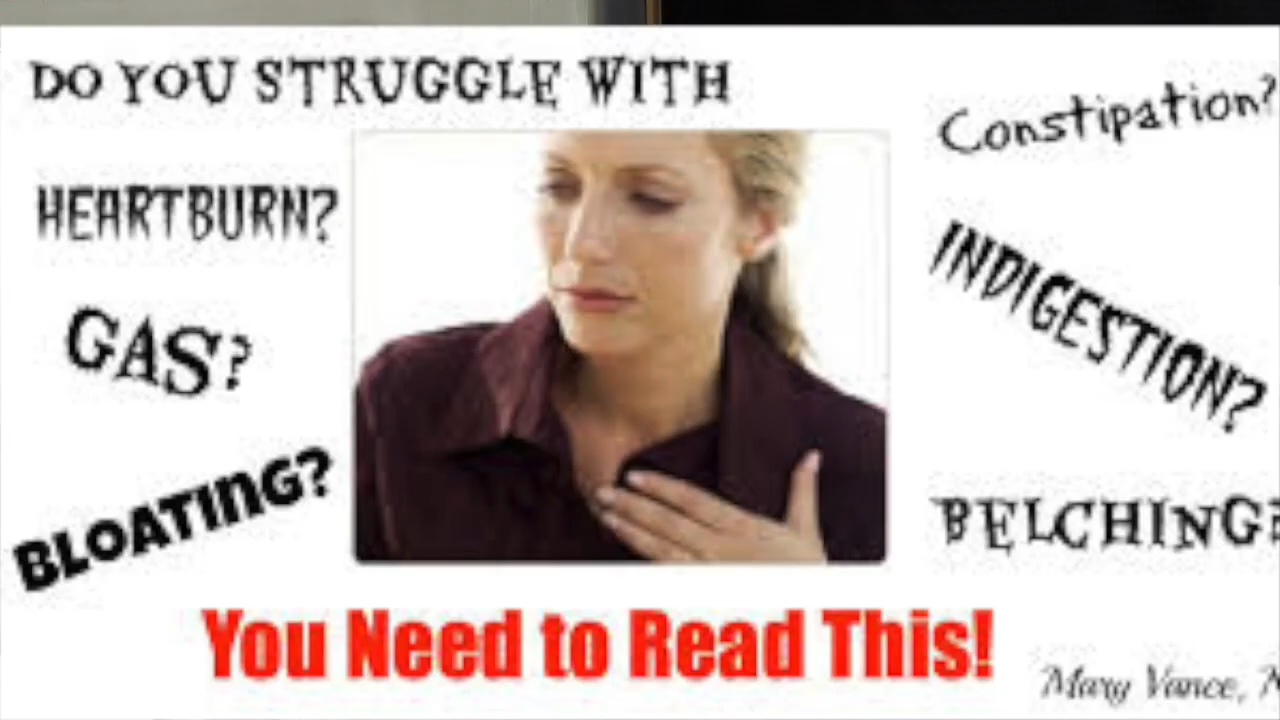 DO YOU STRUGGLE WITH
HEARTBURN?
GAS?
BLOATING?
Constipation?
INDIGESTION?
BELCHING?
You Need to Read This!
Mary Vance,